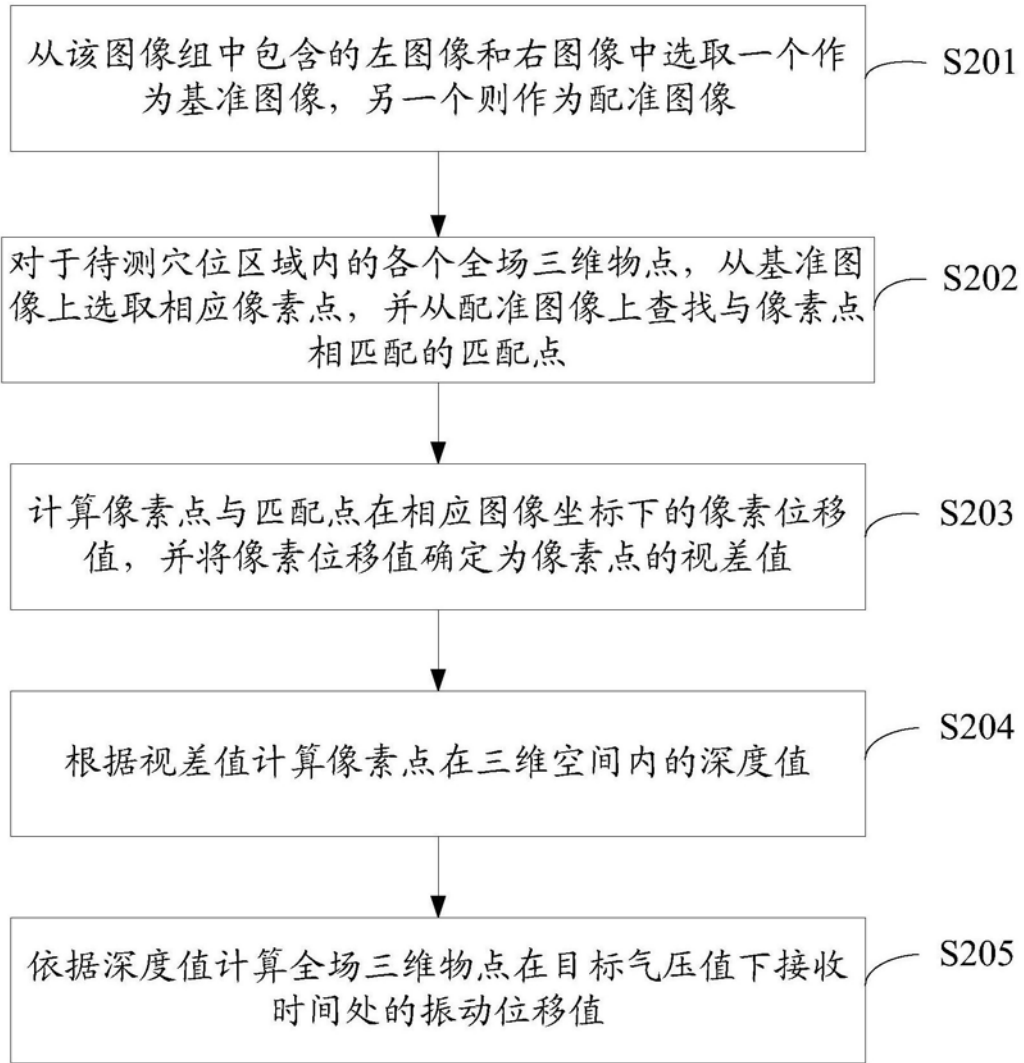 从该图像组中包含的左图像和右图像中选取一个作
为基准图像，另一个则作为配准图像
S201
对于待测穴位区域内的各个全场三维物点，从基准图
像上选取相应像素点，并从配准图像上查找与像素点
相匹配的匹配点
S202
计算像素点与匹配点在相应图像坐标下的像素位移
值，并将像素位移值确定为像素点的视差值
S203
根据视差值计算像素点在三维空间内的深度值
S204
依据深度值计算全场三维物点在目标气压值下接收
时间处的振动位移值
S205